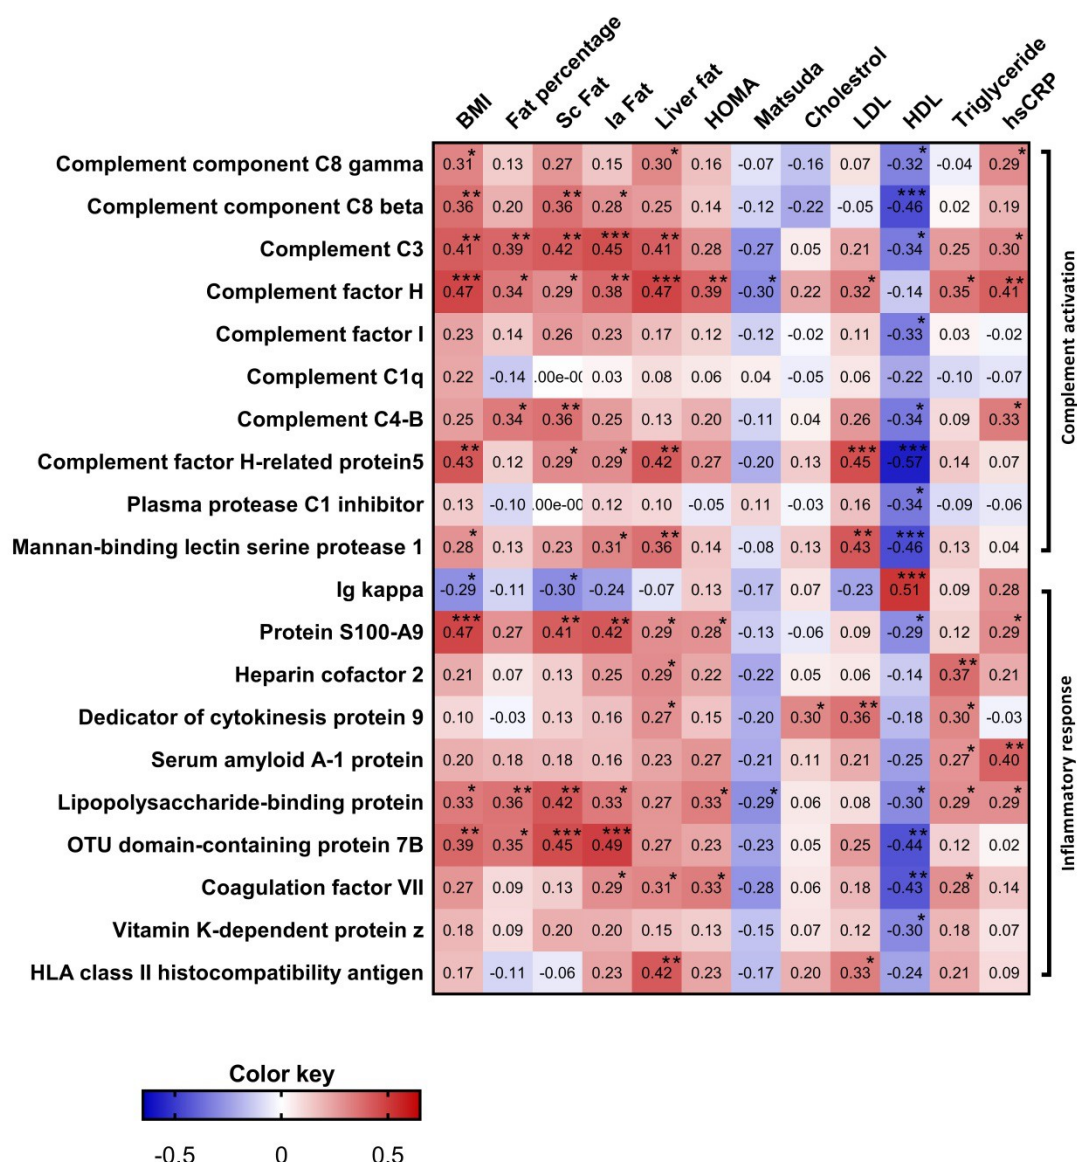 BMI Fat percentage Sc Fat Ia Fat Liver fat HOMA Matsuda Cholestrol LDL HDL Triglyceride hsCRP
Complement component C8 gamma 0.31* 0.13 0.27 0.15 0.30* 0.16 -0.07 -0.16 0.07 -0.32* -0.04 0.29*
Complement component C8 beta 0.36** 0.20 0.36** 0.28* 0.25 0.14 -0.12 -0.22 -0.05 -0.46*** 0.02 0.19
Complement C3 0.41** 0.39** 0.42** 0.45*** 0.41** 0.28 -0.27 0.05 0.21 -0.34* 0.25 0.30*
Complement factor H 0.47*** 0.34* 0.29* 0.38** 0.47*** 0.39** -0.30* 0.22 0.32* -0.14 0.35* 0.41**
Complement factor I 0.23 0.14 0.26 0.23 0.17 0.12 -0.12 -0.02 0.11 -0.33* 0.03 -0.02
Complement C1q 0.22 -0.14 .00e-00 0.03 0.08 0.06 0.04 -0.05 0.06 -0.22 -0.10 -0.07
Complement C4-B 0.25 0.34* 0.36** 0.25 0.13 0.20 -0.11 0.04 0.26 -0.34* 0.09 0.33*
Complement factor H-related protein5 0.43** 0.12 0.29* 0.29* 0.42** 0.27 -0.20 0.13 0.45*** -0.57*** 0.14 0.07
Plasma protease C1 inhibitor 0.13 -0.10 .00e-00 0.12 0.10 -0.05 0.11 -0.03 0.16 -0.34* -0.09 -0.06
Mannan-binding lectin serine protease 1 0.28* 0.13 0.23 0.31* 0.36** 0.14 -0.08 0.13 0.43** -0.46*** 0.13 0.04
Complement activation
Ig kappa -0.29* -0.11 -0.30* -0.24 -0.07 0.13 -0.17 0.07 -0.23 0.51*** 0.09 0.28
Protein S100-A9 0.47*** 0.27 0.41** 0.42** 0.29* 0.28* -0.13 -0.06 0.09 -0.29* 0.12 0.29*
Heparin cofactor 2 0.21 0.07 0.13 0.25 0.29* 0.22 -0.22 0.05 0.06 -0.14 0.37** 0.21
Dedicator of cytokinesis protein 9 0.10 -0.03 0.13 0.16 0.27* 0.15 -0.20 0.30* 0.36** -0.18 0.30* -0.03
Serum amyloid A-1 protein 0.20 0.18 0.18 0.16 0.23 0.27 -0.21 0.11 0.21 -0.25 0.27* 0.40**
Lipopolysaccharide-binding protein 0.33* 0.36** 0.42** 0.33* 0.27 0.33* -0.29* 0.06 0.08 -0.30* 0.29* 0.29*
OTU domain-containing protein 7B 0.39** 0.35* 0.45*** 0.49*** 0.27 0.23 -0.23 0.05 0.25 -0.44** 0.12 0.02
Coagulation factor VII 0.27 0.09 0.13 0.29* 0.31* 0.33* -0.28 0.06 0.18 -0.43** 0.28* 0.14
Vitamin K-dependent protein z 0.18 0.09 0.20 0.20 0.15 0.13 -0.15 0.07 0.12 -0.30* 0.18 0.07
HLA class II histocompatibility antigen 0.17 -0.11 -0.06 0.23 0.42** 0.23 -0.17 0.20 0.33* -0.24 0.21 0.09
Inflammatory response
Color key
-0.5 0 0.5